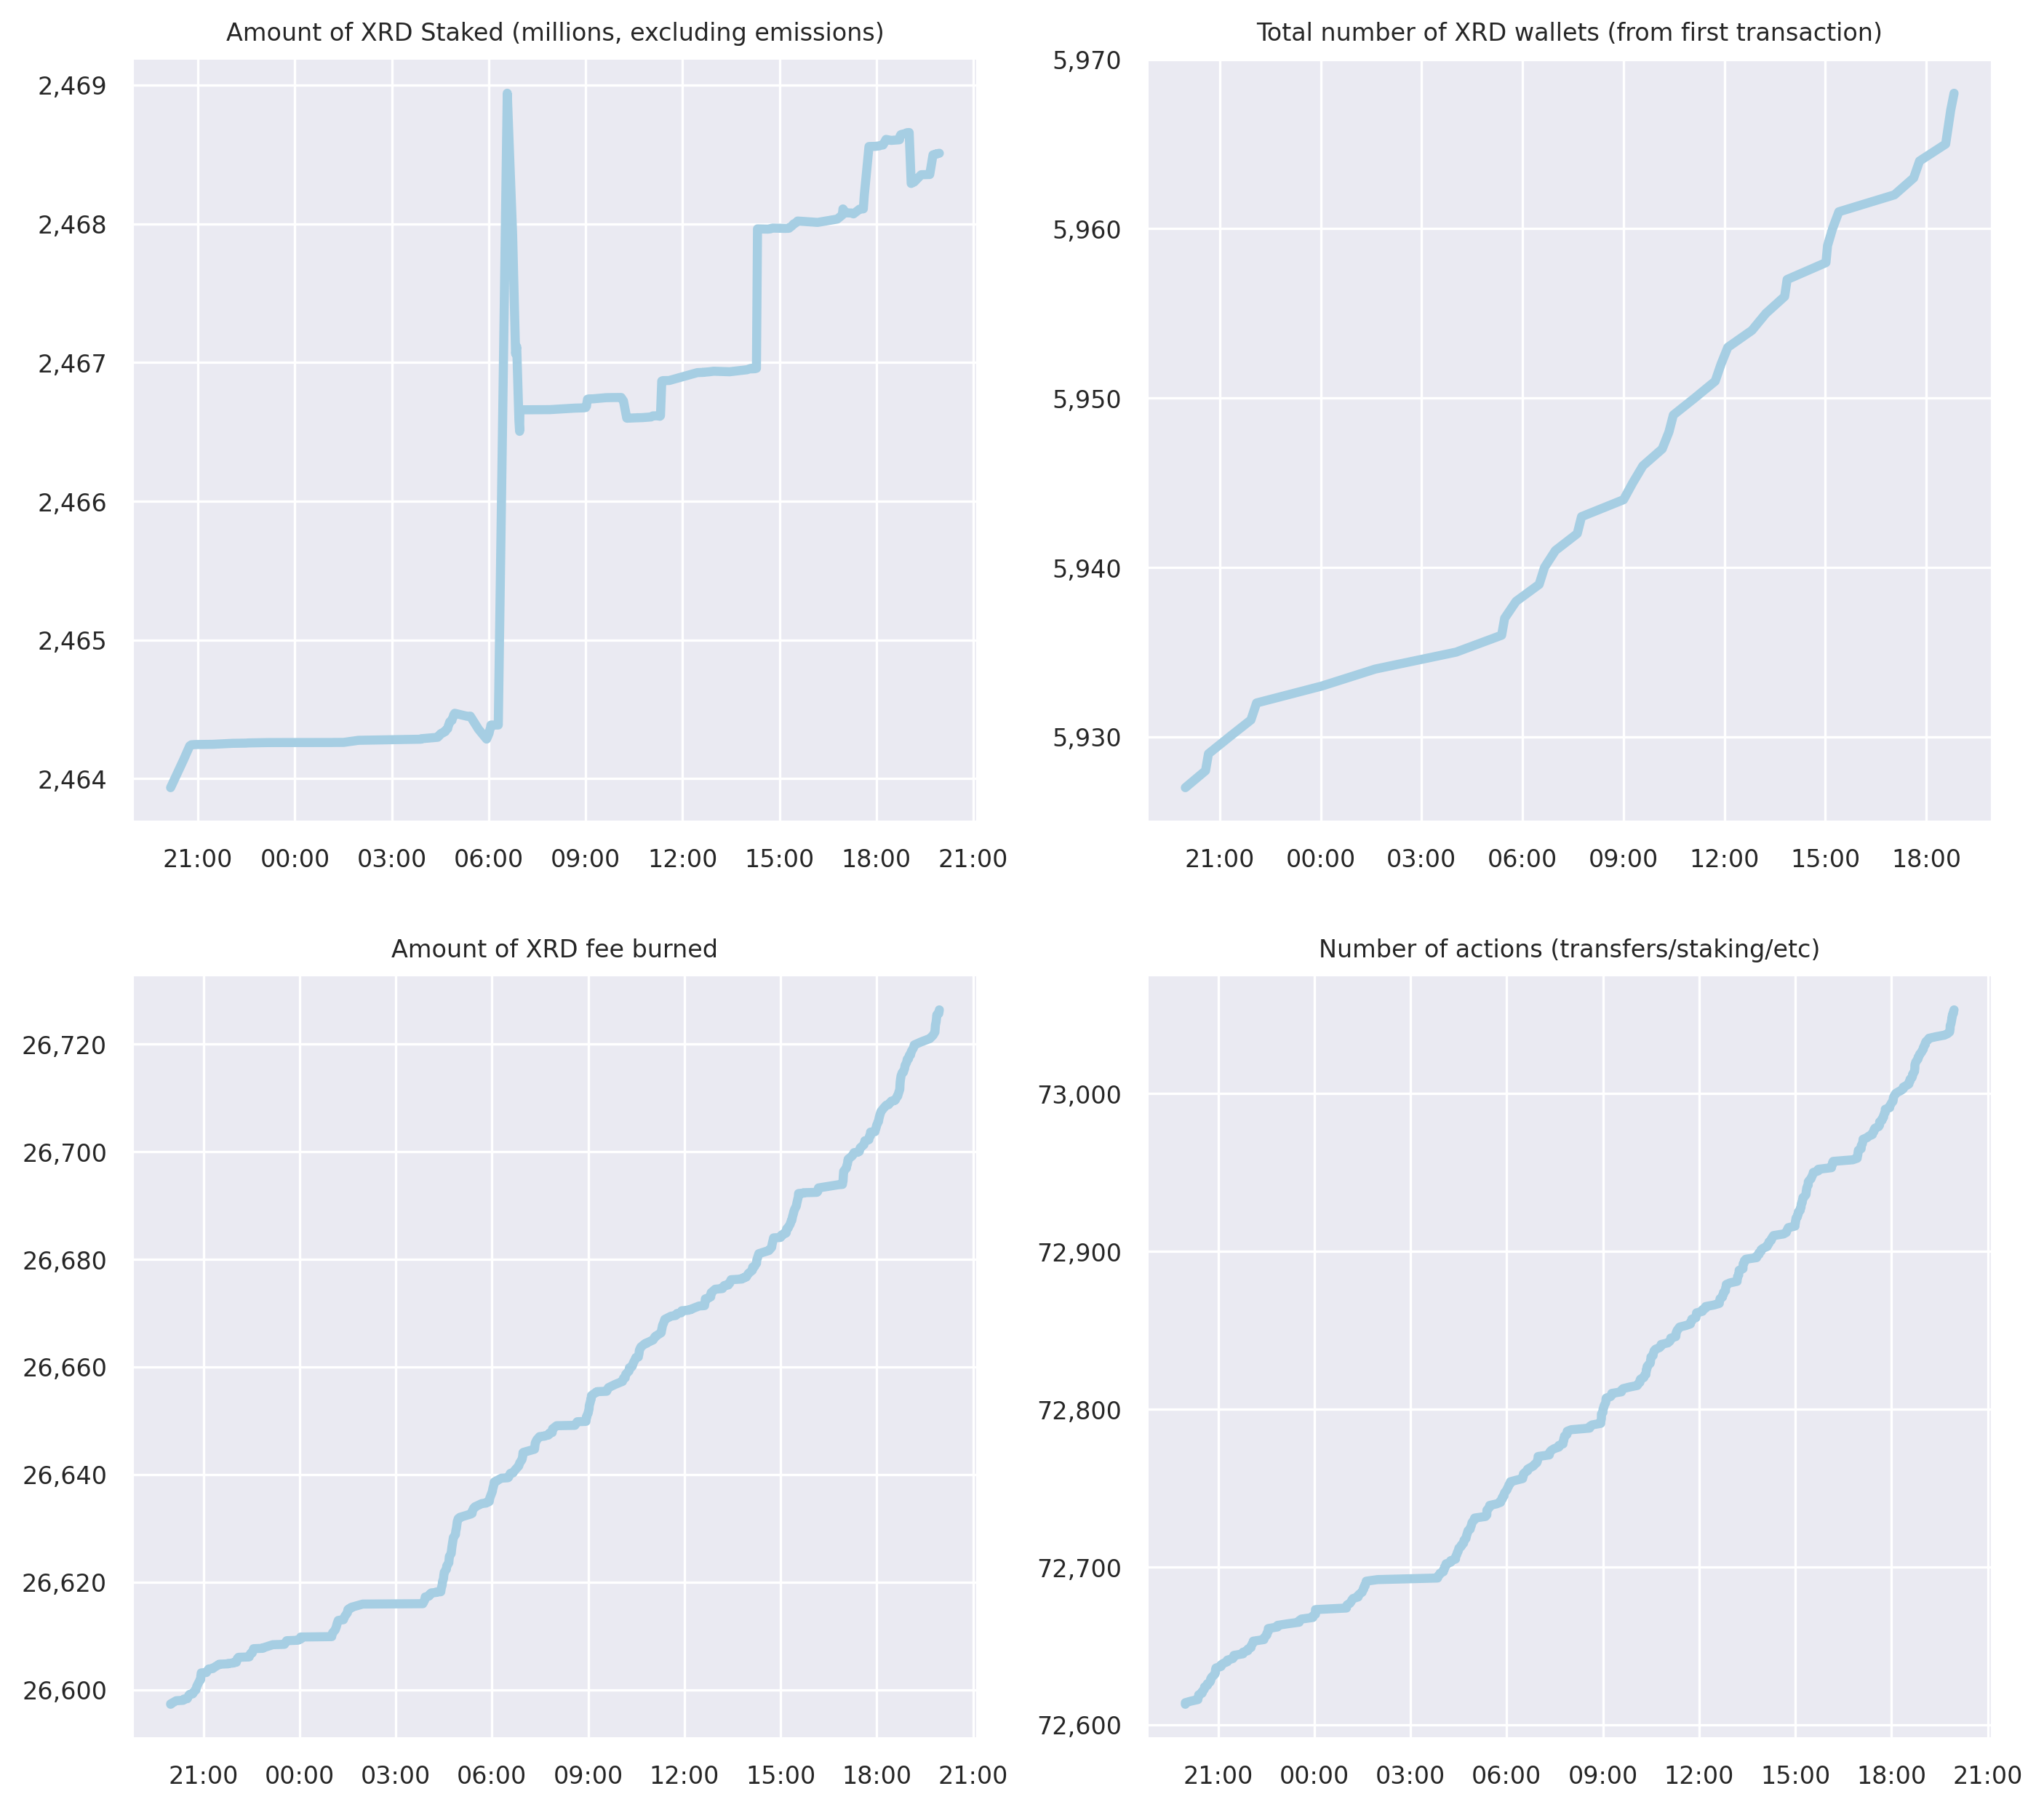 Amount of XRD Staked (millions, excluding emissions)
2,469
2,468
2,467
2,466
2,465
2,464
21:00 00:00 03:00 06:00 09:00 12:00 15:00 18:00 21:00
Total number of XRD wallets (from first transaction)
5,970
5,960
5,950
5,940
5,930
21:00 00:00 03:00 06:00 09:00 12:00 15:00 18:00
Amount of XRD fee burned
26,720
26,700
26,680
26,660
26,640
26,620
26,600
21:00 00:00 03:00 06:00 09:00 12:00 15:00 18:00 21:00
Number of actions (transfers/staking/etc)
73,000
72,900
72,800
72,700
72,600
21:00 00:00 03:00 06:00 09:00 12:00 15:00 18:00 21:00